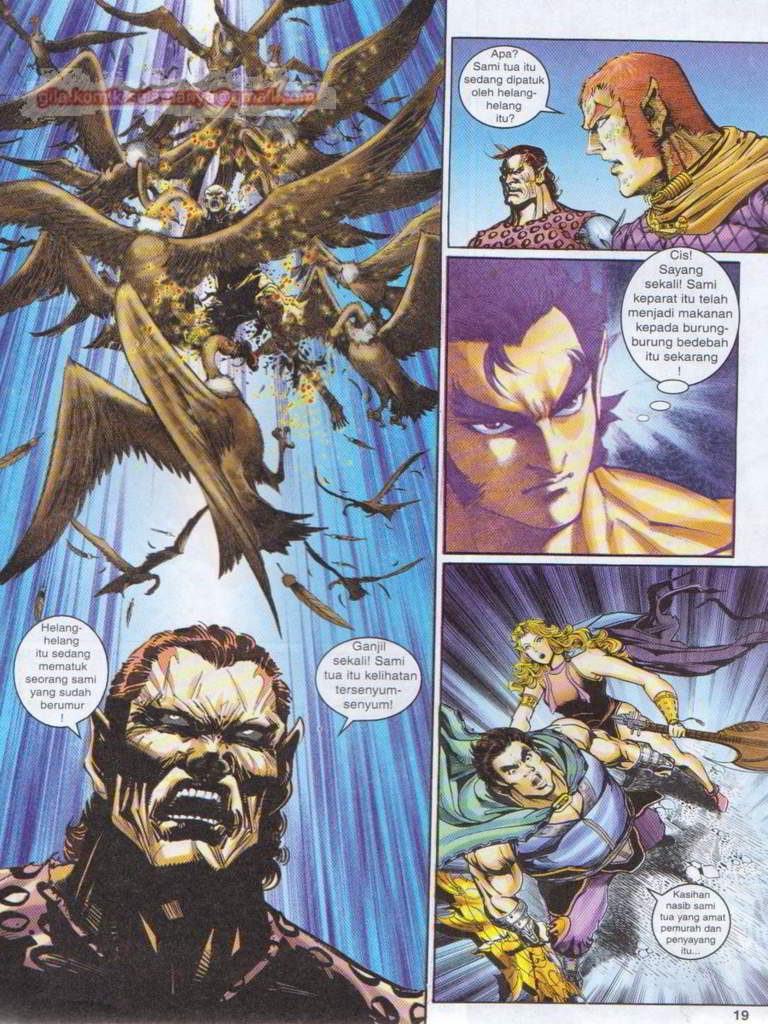 Helang-
helang
itu sedang
mematuk
seorang sami
yang sudah
berumur
!
Ganjil
sekali! Sami
tua itu kelihatan
tersenyum-
senyum!
Apa?
Sami tua itu
sedang dipatuk
oleh helang-
helang
itu?
Cis!
Sayang
sekali! Sami
keparat itu telah
menjadi makanan
kepada burung-
burung bedebah
itu sekarang
!
Kasihan
nasib sami
tua yang amat
pemurah dan
penyayang
itu...
19